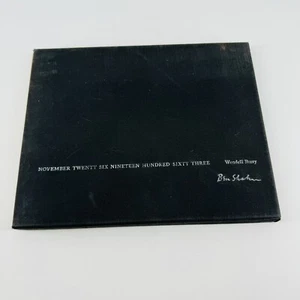 NOVEMBER TWENTY SIX NINETEEN HUNDRED SIXTY THREE Wendell Berry
Ben Shahn